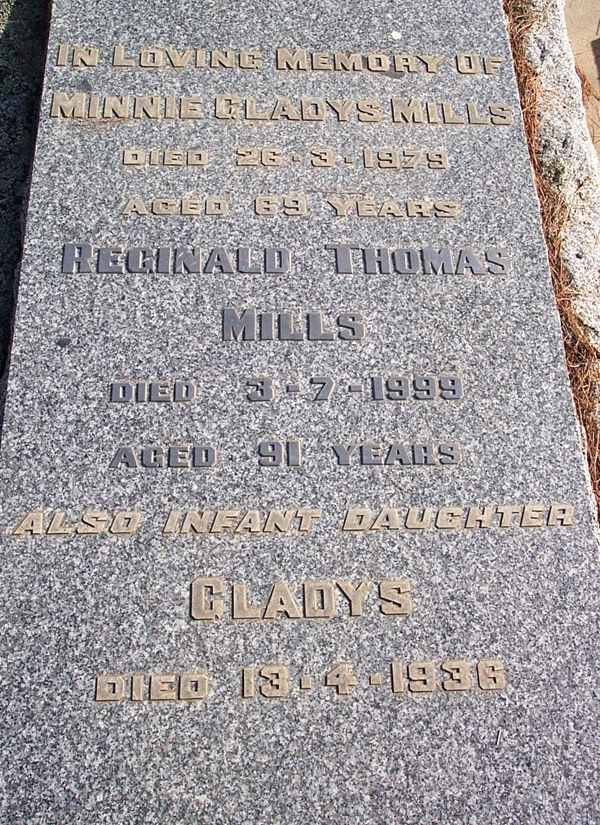 IN LOVING MEMORY OF
MINNIE GLADYS MILLS
DIED 26-3-1979
AGED 69 YEARS
REGINALD THOMAS
MILLS
DIED 3-7-1999
AGED 91 YEARS
ALSO INFANT DAUGHTER
GLADYS
DIED 13-4-1936